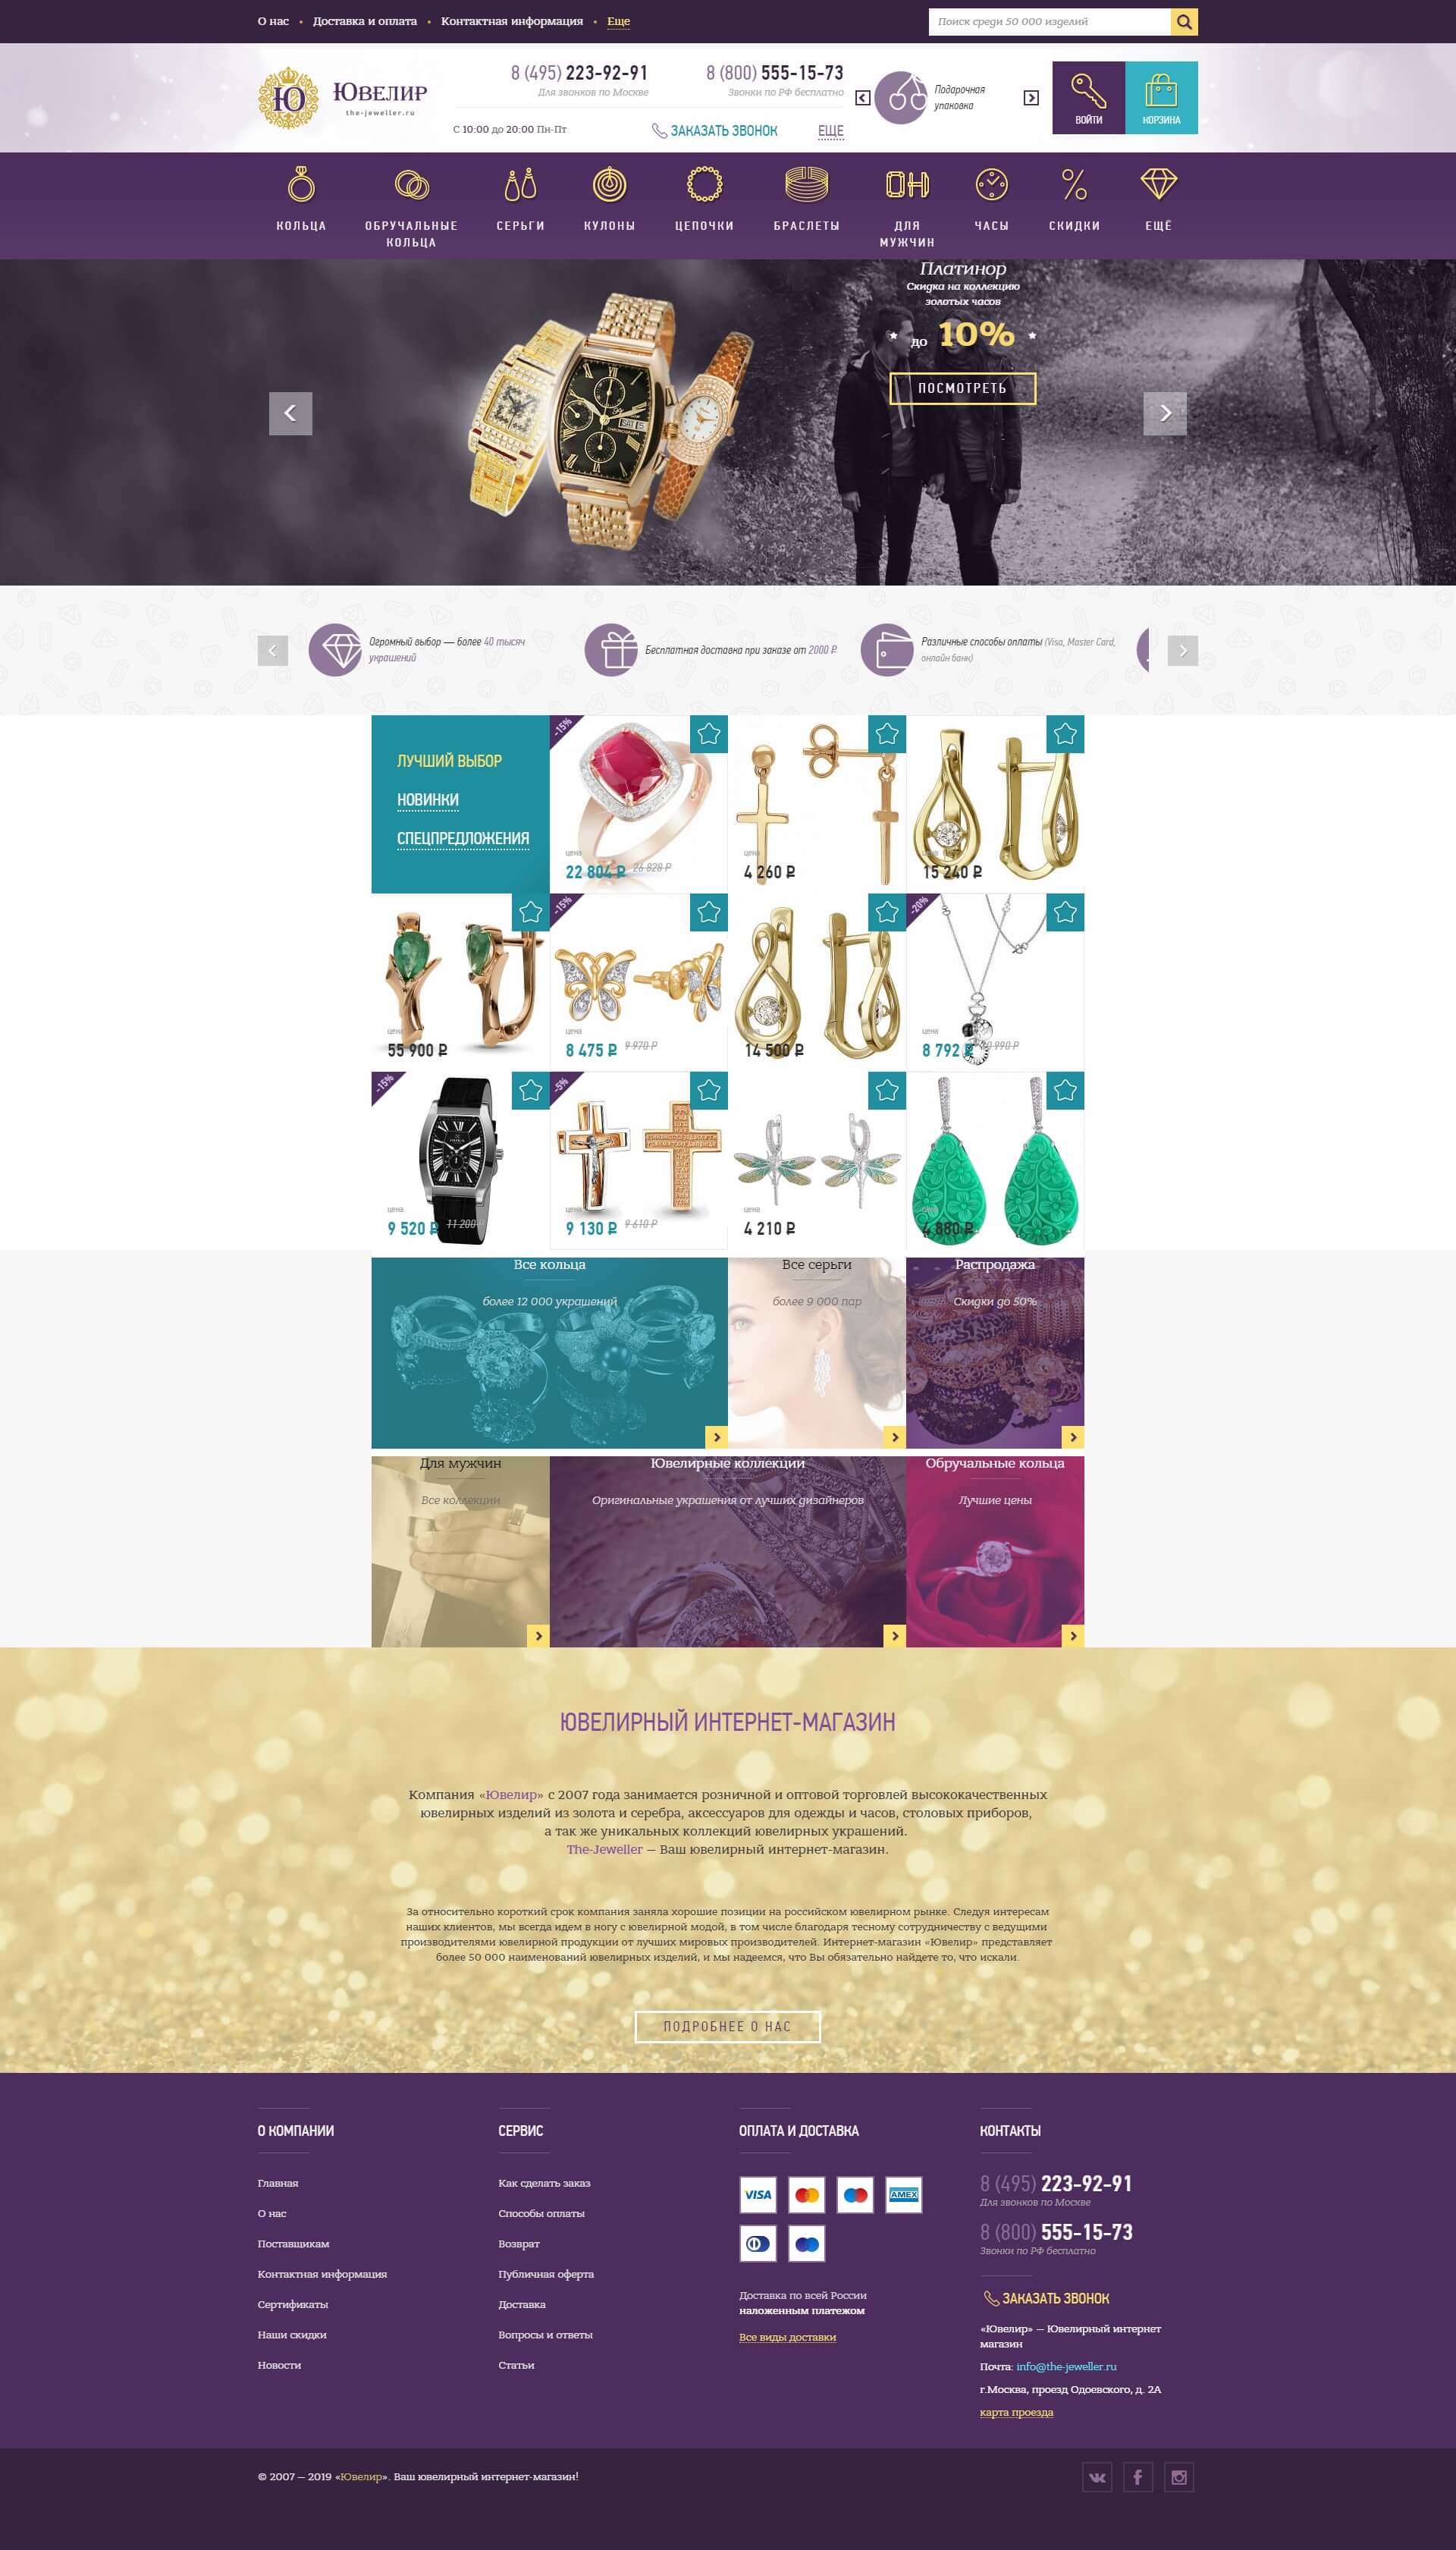 О нас • Доставка и оплата • Контактная информация • Еще
Поиск среди 50 000 изделий
Ювелир
the-jeweller.ru
8 (495) 223-92-91
Для звонков по Москве
8 (800) 555-15-73
Звонки по РФ бесплатно
С 10:00 до 20:00 Пн-Пт
ЗАКАЗАТЬ ЗВОНОК
ЕЩЕ
Подарочная
упаковка
ВОЙТИ
КОРЗИНА
КОЛЬЦА
ОБРУЧАЛЬНЫЕ
КОЛЬЦА
СЕРЬГИ
КУЛОНЫ
ЦЕПОЧКИ
БРАСЛЕТЫ
ДЛЯ
МУЖЧИН
ЧАСЫ
СКИДКИ
ЕЩЁ
Платинор
Скидка на коллекцию
золотых часов
до 10%
ПОСМОТРЕТЬ
Огромный выбор — более 40 тысяч
украшений
Бесплатная доставка при заказе от 2000 ₽
Различные способы оплаты (Visa, Master Card,
онлайн банк)
ЛУЧШИЙ ВЫБОР
НОВИНКИ
СПЕЦПРЕДЛОЖЕНИЯ
-15%
цена
22 804 ₽ 26 828 ₽
цена
4 260 ₽
цена
15 240 ₽
цена
55 900 ₽
-15%
цена
8 475 ₽ 9 970 ₽
14 500 ₽
-20%
цена
8 792 ₽
-15%
цена
9 520 ₽ 11 200
-5%
цена
9 130 ₽ 9 610 ₽
цена
4 210 ₽
цена
4 880 ₽
Все кольца
более 12 000 украшений
Все серьги
более 9 000 пар
Распродажа
Скидки до 50%
Для мужчин
Все коллекции
Ювелирные коллекции
Оригинальные украшения от лучших дизайнеров
Обручальные кольца
Лучшие цены
ЮВЕЛИРНЫЙ ИНТЕРНЕТ-МАГАЗИН
Компания «Ювелир» с 2007 года занимается розничной и оптовой торговлей высококачественных
ювелирных изделий из золота и серебра, аксессуаров для одежды и часов, столовых приборов,
а так же уникальных коллекций ювелирных украшений.
The-Jeweller — Ваш ювелирный интернет-магазин.
За относительно короткий срок компания заняла хорошие позиции на российском ювелирном рынке. Следуя интересам
наших клиентов, мы всегда идем в ногу с ювелирной модой, в том числе благодаря тесному сотрудничеству с ведущими
производителями ювелирной продукции от лучших мировых производителей. Интернет-магазин «Ювелир» представляет
более 50 000 наименований ювелирных изделий, и мы надеемся, что Вы обязательно найдете то, что искали.
ПОДРОБНЕЕ О НАС
О КОМПАНИИ
Главная
О нас
Поставщикам
Контактная информация
Сертификаты
Наши скидки
Новости
СЕРВИС
Как сделать заказ
Способы оплаты
Возврат
Публичная оферта
Доставка
Вопросы и ответы
Статьи
ОПЛАТА И ДОСТАВКА
VISA
AMEX
Доставка по всей России
наложенным платежом
Все виды доставки
КОНТАКТЫ
8 (495) 223-92-91
Для звонков по Москве
8 (800) 555-15-73
Звонки по РФ бесплатно
ЗАКАЗАТЬ ЗВОНОК
«Ювелир» — Ювелирный интернет
магазин
Почта: info@the-jeweller.ru
г.Москва, проезд Одоевского, д. 2А
карта проезда
© 2007 — 2019 «Ювелир». Ваш ювелирный интернет-магазин!